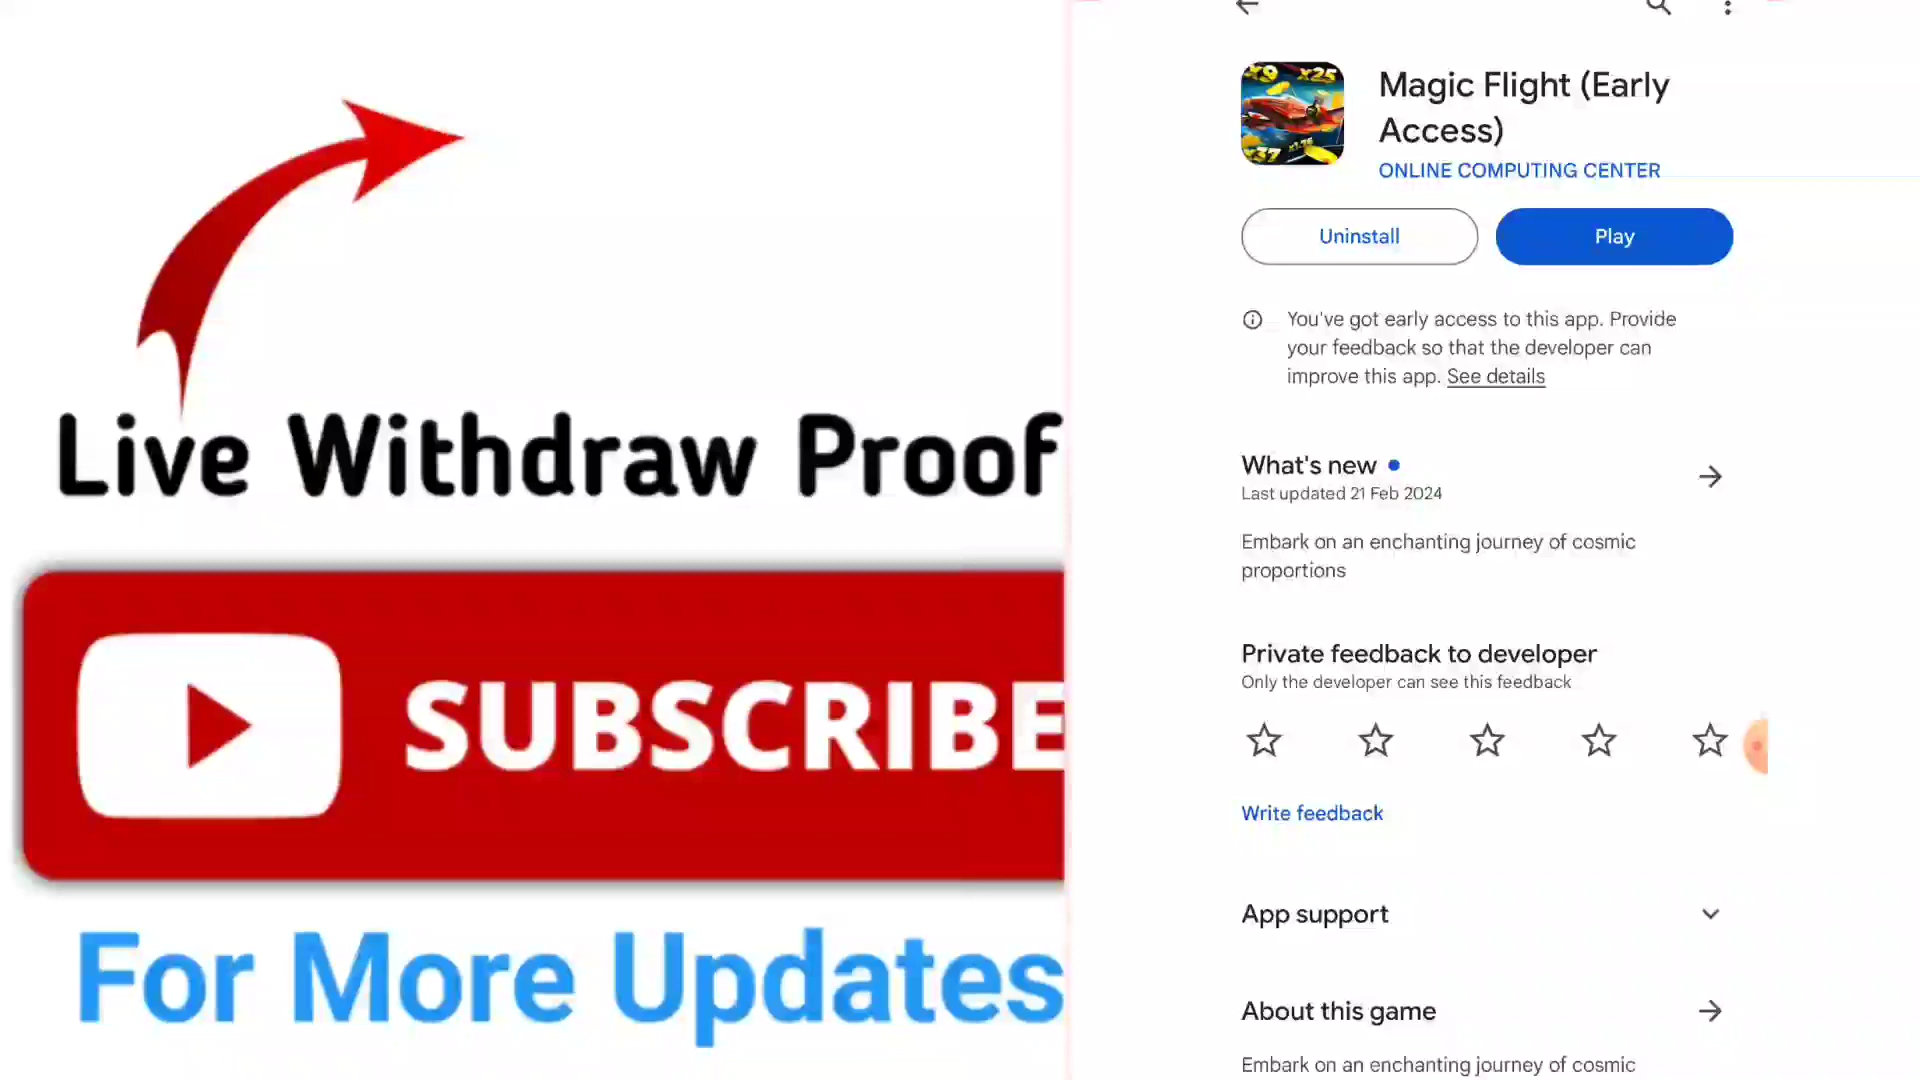 Live Withdraw Proof
SUBSCRIBE
For More Updates
x9 x25
x37
Magic Flight (Early
Access)
ONLINE COMPUTING CENTER
Uninstall
Play
You've got early access to this app. Provide
your feedback so that the developer can
improve this app. See details
What's new
Last updated 21 Feb 2024
Embark on an enchanting journey of cosmic
proportions
Private feedback to developer
Only the developer can see this feedback
Write feedback
App support
About this game
Embark on an enchanting journey of cosmic